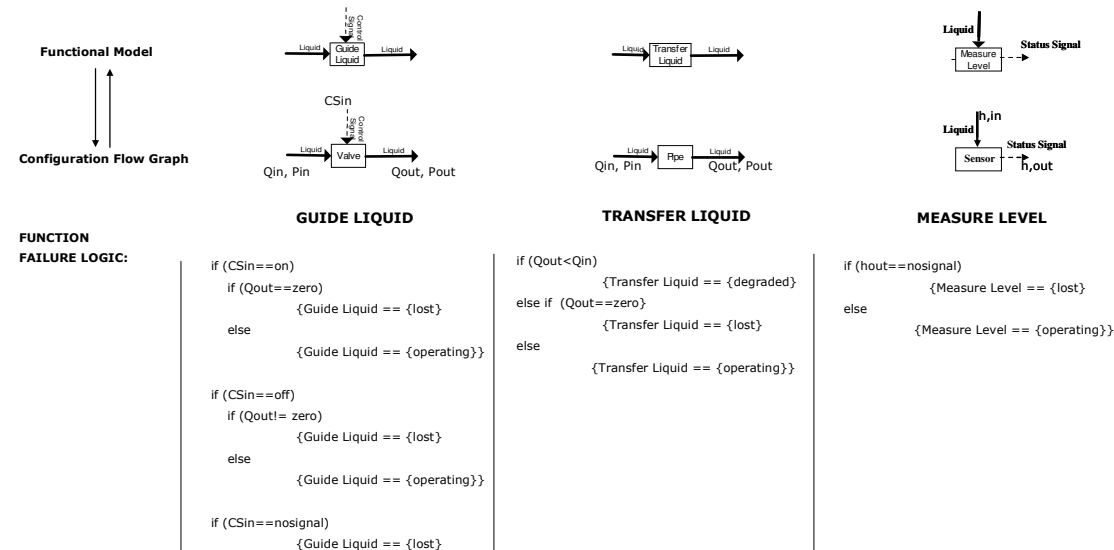 Functional Model
Configuration Flow Graph
Liquid
Control Signal
Guide
Liquid
Liquid
CSin
Control Signal
Liquid
Valve
Liquid
Qin, Pin
Qout, Pout
Liquid
Transfer
Liquid
Liquid
Liquid
Pipe
Liquid
Qin, Pin
Qout, Pout
Liquid
Measure
Level
Status Signal
h,in
Liquid
Sensor
Status Signal
h,out
GUIDE LIQUID
TRANSFER LIQUID
MEASURE LEVEL
FUNCTION
FAILURE LOGIC:
if (CSin==on)
if (Qout==zero)
{Guide Liquid == {lost}
else
{Guide Liquid == {operating}}
if (CSin==off)
if (Qout!= zero)
{Guide Liquid == {lost}
else
{Guide Liquid == {operating}}
if (CSin==nosignal)
{Guide Liquid == {lost}
if (Qout<Qin)
{Transfer Liquid == {degraded}
else if (Qout==zero}
{Transfer Liquid == {lost}
else
{Transfer Liquid == {operating}}
if (hout==nosignal)
{Measure Level == {lost}
else
{Measure Level == {operating}}